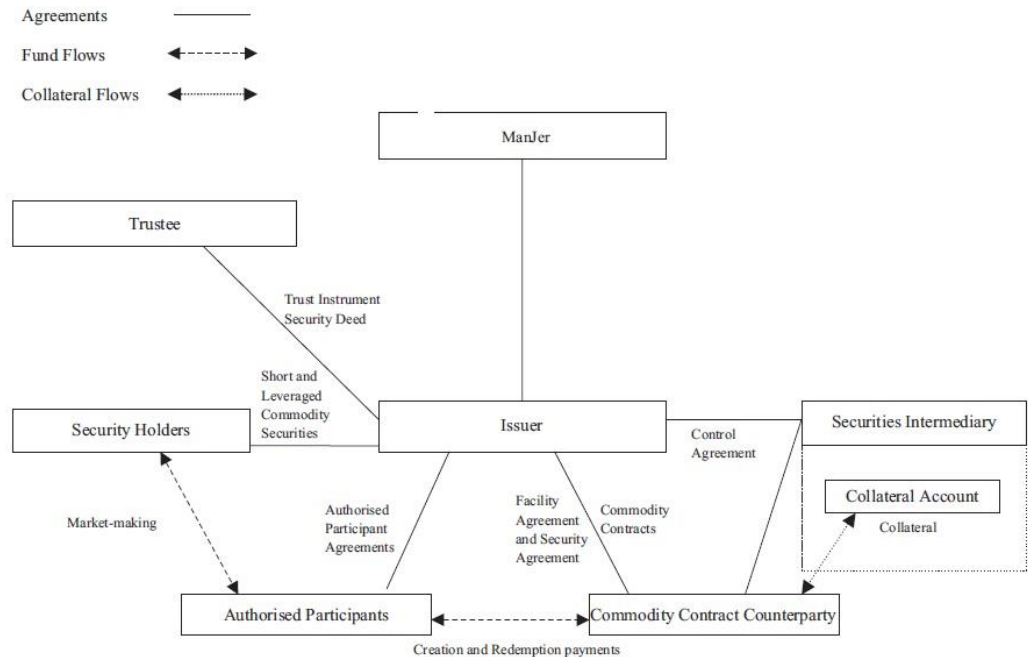 Agreements
Fund Flows
Collateral Flows
ManJer
Trustee
Trust Instrument
Security Deed
Short and
Leveraged
Commodity
Securities
Security Holders
Issuer
Securities Intermediary
Control
Agreement
Collateral Account
Collateral
Market-making
Authorised
Participant
Agreements
Facility
Agreement
and Security
Agreement
Commodity
Contracts
Authorised Participants
Commodity Contract Counterparty
Creation and Redemption payments